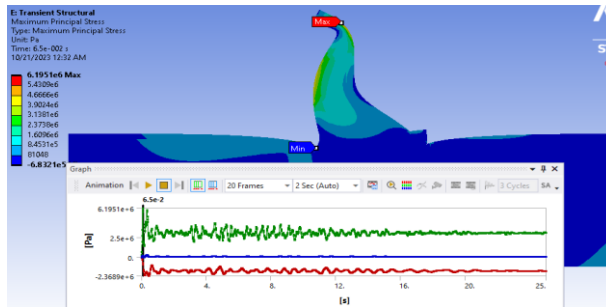 E: Transient Structural
Maximum Principal Stress
Type: Maximum Principal Stress
Unit: Pa
Time: 6.5e-002 s
10/21/2023 12:32 AM
6.1951e6 Max
5.4309e6
4.6666e6
3.9024e6
3.1381e6
2.3738e6
1.6096e6
8.4531e5
81048
-6.8321e5
Max
Min
Graph
Animation 20 Frames 2 Sec (Auto) 3 Cycles SA
6.5e-2
6.1951e+6
2.5e+6
0.
-2.3689e+6
[Pa]
0. 4. 8. 12. 16. 20. 25.
[s]